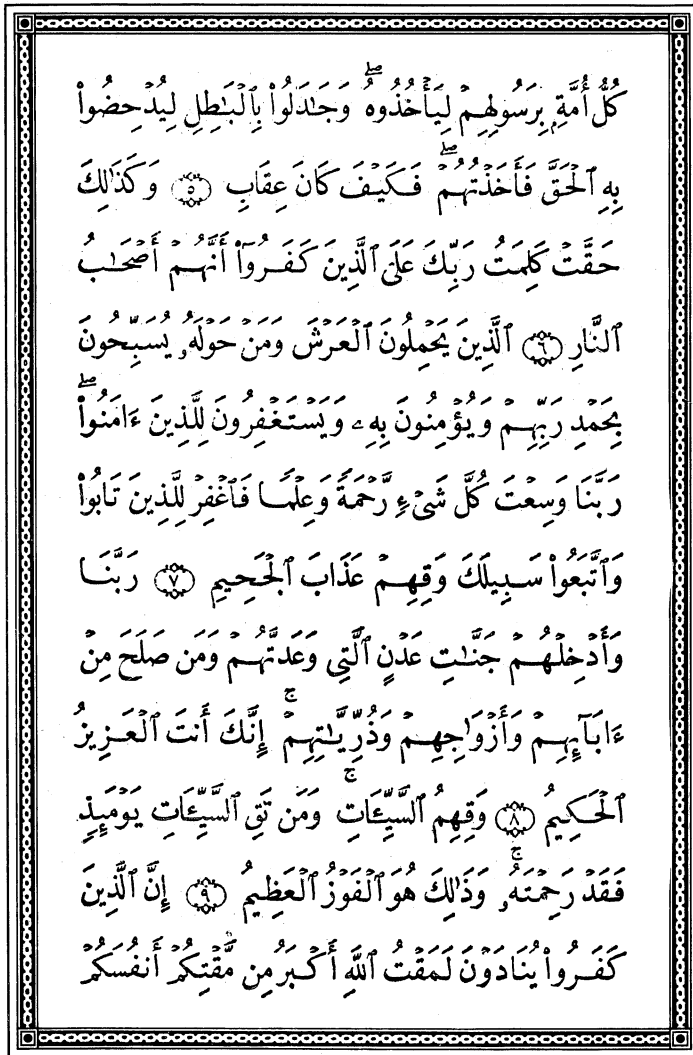 كُلُّ أُمَّةِۭ بِرَسُولِهِمۡ لِيَأۡخُذُوهُۖ وَجَٰدَلُواْ بِٱلۡبَٰطِلِ لِيُدۡحِضُواْ
بِهِ ٱلۡحَقَّ فَأَخَذۡتُهُمۡۖ فَكَيۡفَ كَانَ عِقَابِ ٥ وَكَذَٰلِكَ
حَقَّتۡ كَلِمَتُ رَبِّكَ عَلَى ٱلَّذِينَ كَفَرُوٓاْ أَنَّهُمۡ أَصۡحَٰبُ
ٱلنَّارِ ٦ ٱلَّذِينَ يَحۡمِلُونَ ٱلۡعَرۡشَ وَمَنۡ حَوۡلَهُۥ يُسَبِّحُونَ
بِحَمۡدِ رَبِّهِمۡ وَيُؤۡمِنُونَ بِهِۦ وَيَسۡتَغۡفِرُونَ لِلَّذِينَ ءَامَنُواْۖ
رَبَّنَا وَسِعۡتَ كُلَّ شَيۡءٖ رَّحۡمَةٗ وَعِلۡمٗا فَٱغۡفِرۡ لِلَّذِينَ تَابُواْ
وَٱتَّبَعُواْ سَبِيلَكَ وَقِهِمۡ عَذَابَ ٱلۡجَحِيمِ ٧ رَبَّنَا
وَأَدۡخِلۡهُمۡ جَنَّٰتِ عَدۡنٍ ٱلَّتِي وَعَدتَّهُمۡ وَمَن صَلَحَ مِنۡ
ءَابَآئِهِمۡ وَأَزۡوَٰجِهِمۡ وَذُرِّيَّٰتِهِمۡۚ إِنَّكَ أَنتَ ٱلۡعَزِيزُ
ٱلۡحَكِيمُ ٨ وَقِهِمُ ٱلسَّيِّـَٔاتِۚ وَمَن تَقِ ٱلسَّيِّـَٔاتِ يَوۡمَئِذٖ
فَقَدۡ رَحِمۡتَهُۥۚ وَذَٰلِكَ هُوَ ٱلۡفَوۡزُ ٱلۡعَظِيمُ ٩ إِنَّ ٱلَّذِينَ
كَفَرُواْ يُنَادَوۡنَ لَمَقۡتُ ٱللَّهِ أَكۡبَرُ مِن مَّقۡتِكُمۡ أَنفُسَكُمۡ